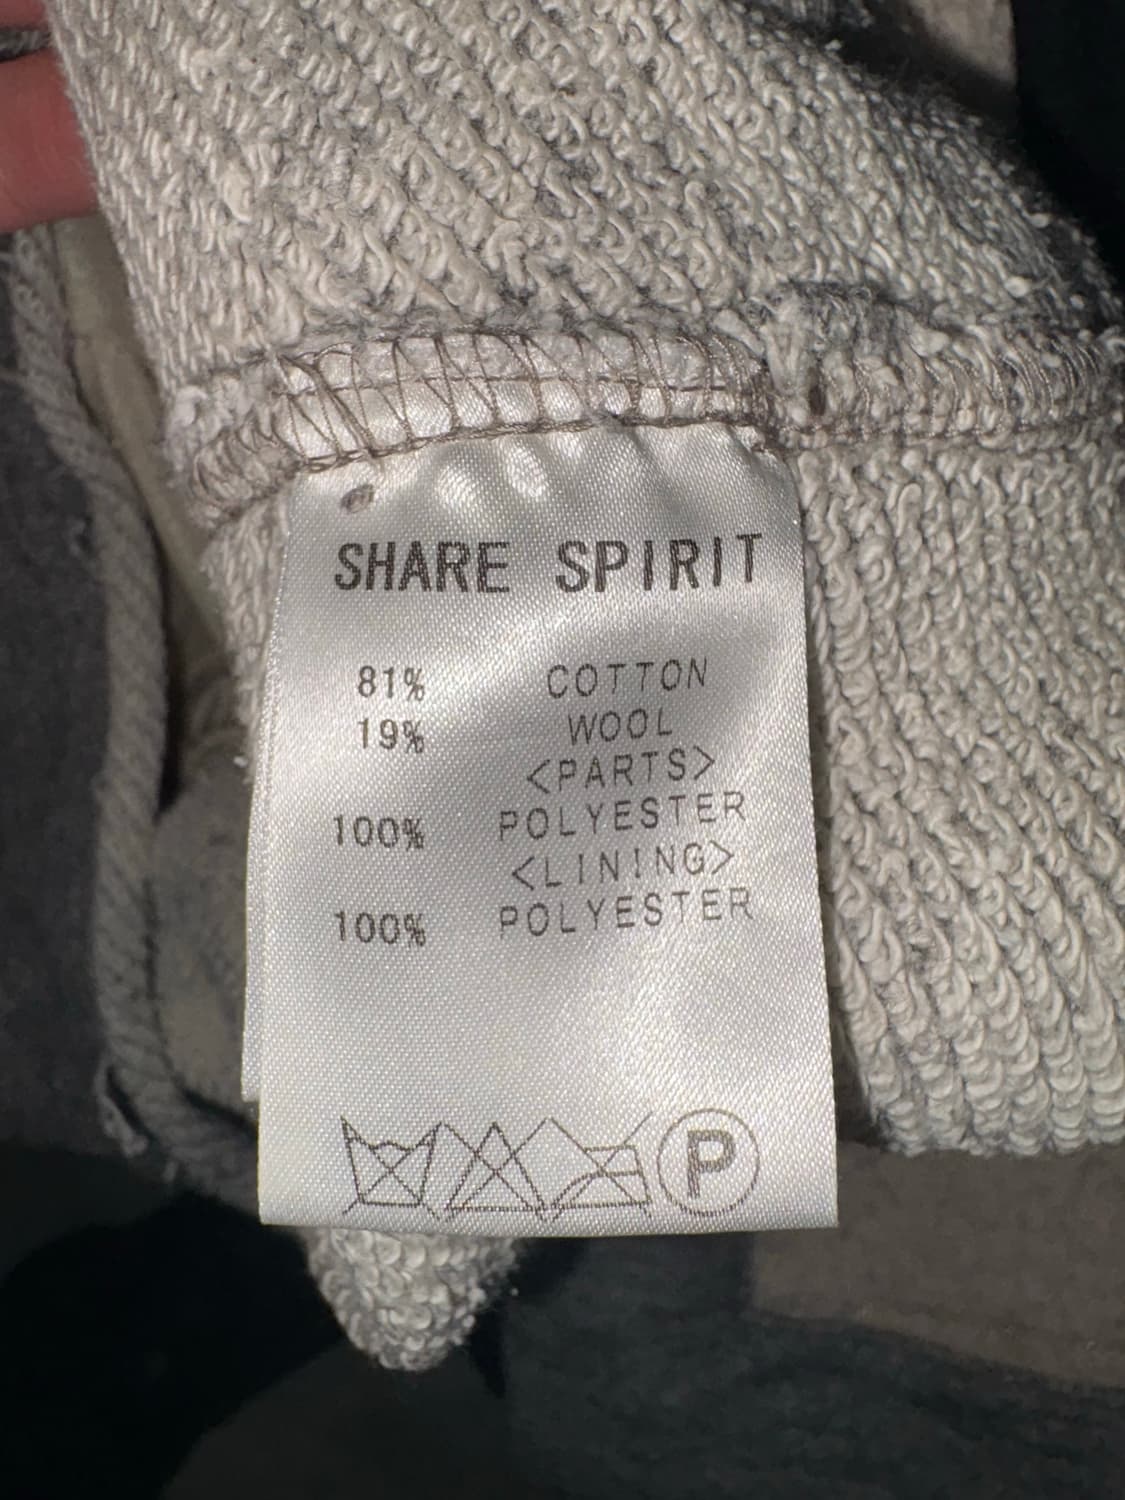 SHARE SPIRIT
81% COTTON
19% WOOL
<PARTS>
100% POLYESTER
<LINING>
100% POLYESTER
P